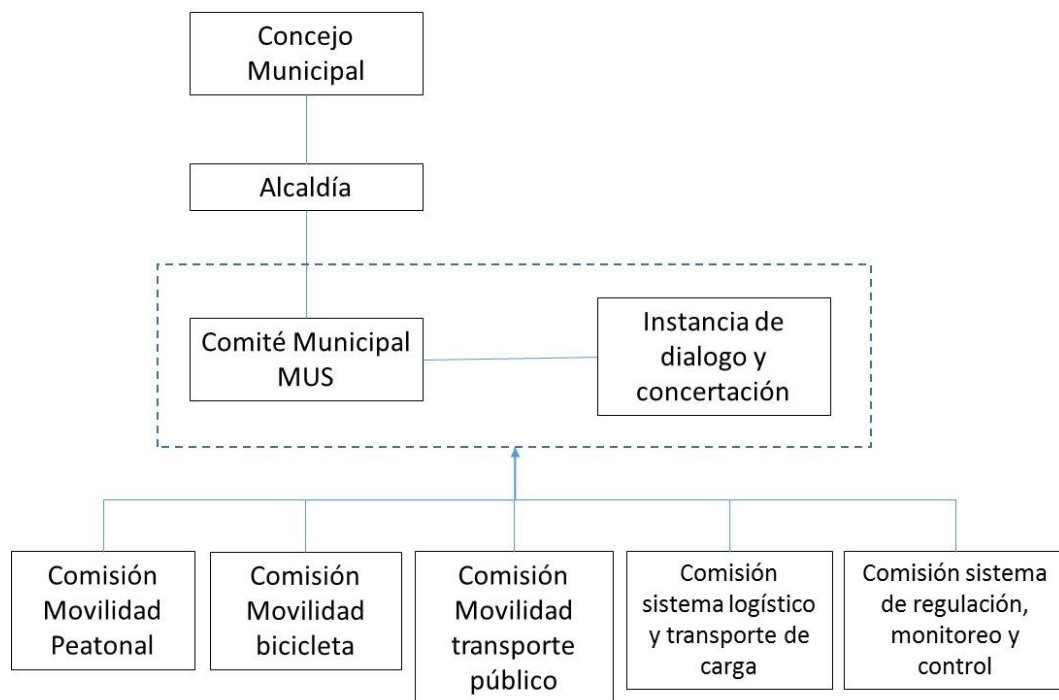 Concejo
Municipal
Alcaldía
Comité Municipal
MUS
Instancia de
dialogo y
concertación
Comisión
Movilidad
Peatonal
Comisión
Movilidad
bicicleta
Comisión
Movilidad
transporte
público
Comisión
sistema logístico
y transporte de
carga
Comisión sistema
de regulación,
monitoreo y
control